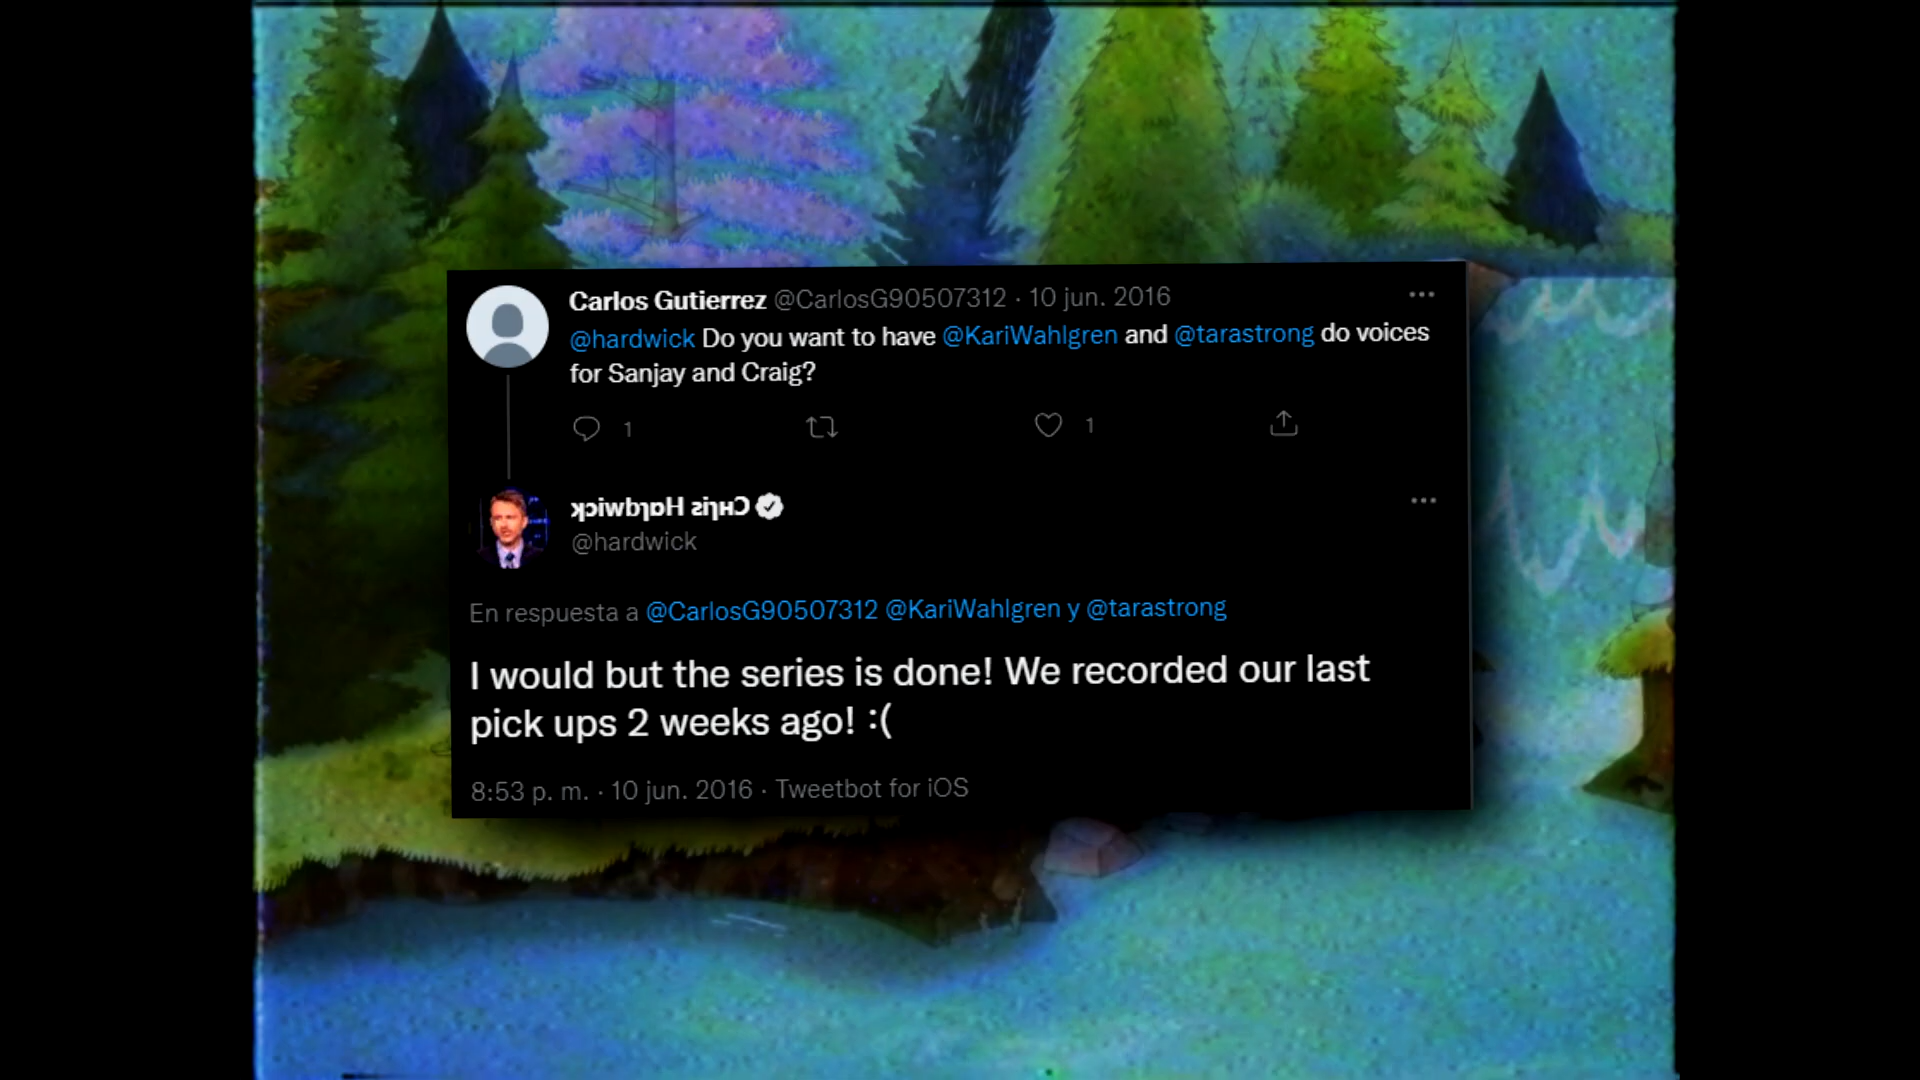 Carlos Gutierrez @CarlosG90507312 · 10 jun. 2016
@hardwick Do you want to have @KariWahlgren and @tarastrong do voices
for Sanjay and Craig?
1 1
ʞɔiwbɿɒH ꙅiɿʜƆ
@hardwick
En respuesta a @CarlosG90507312 @KariWahlgren y @tarastrong
I would but the series is done! We recorded our last
pick ups 2 weeks ago! :(
8:53 p. m. · 10 jun. 2016 · Tweetbot for iOS